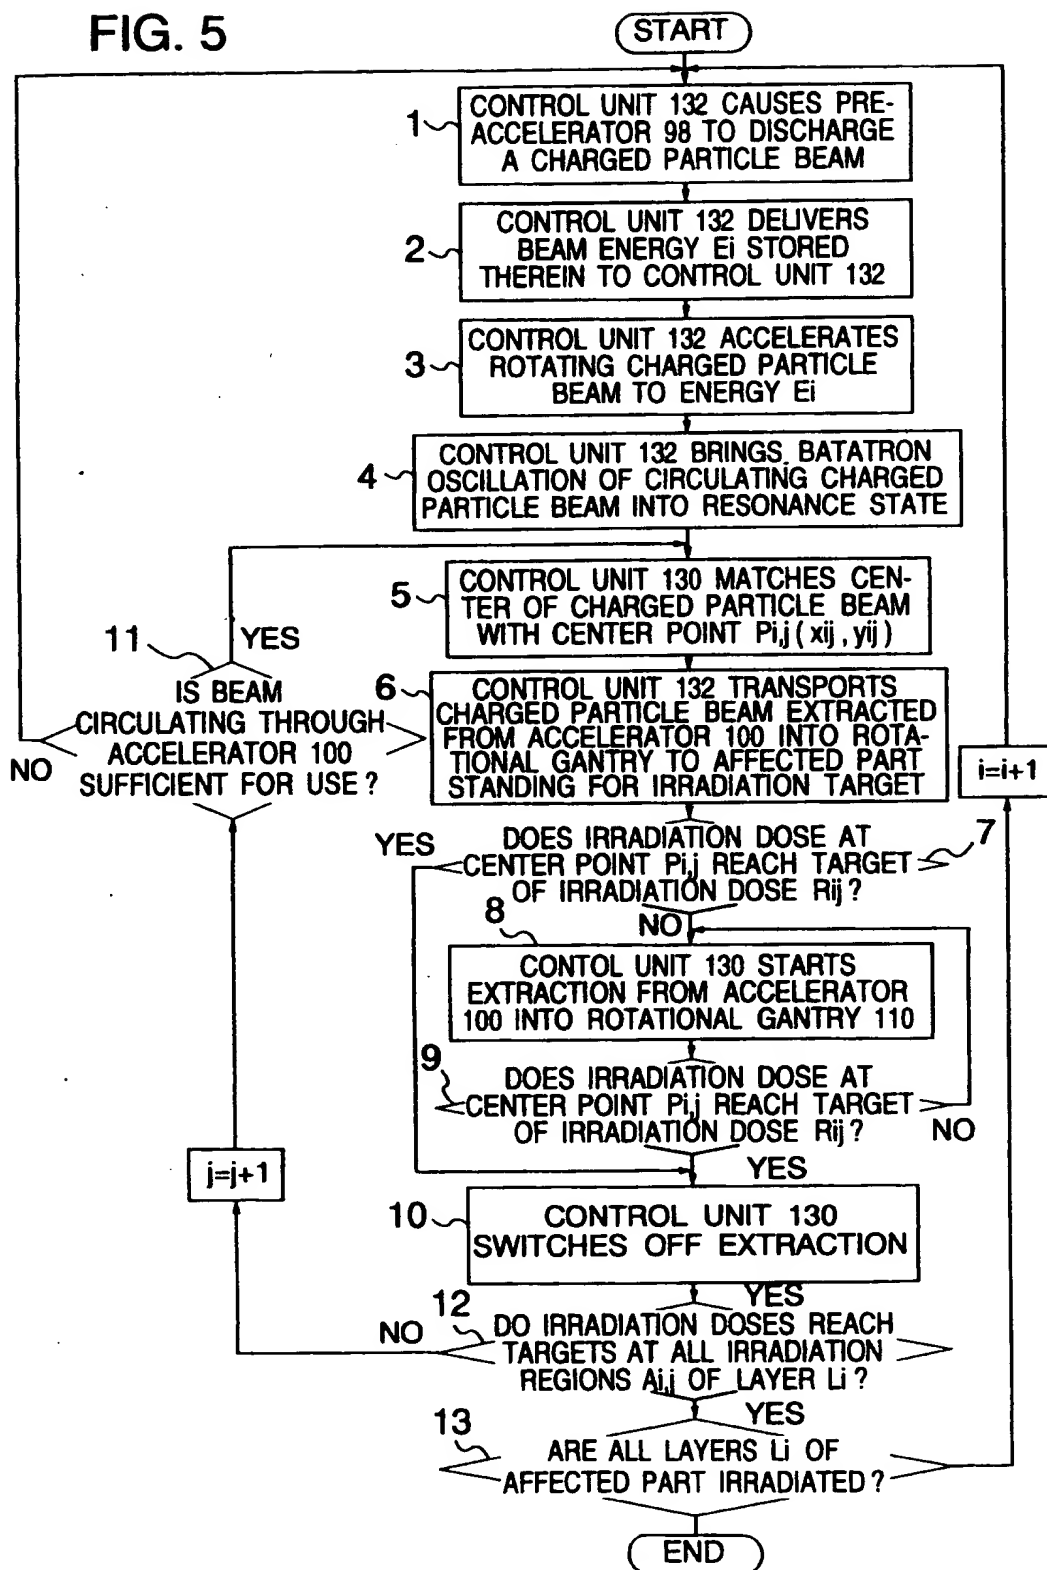 FIG. 5
START
1
CONTROL UNIT 132 CAUSES PRE-
ACCELERATOR 98 TO DISCHARGE
A CHARGED PARTICLE BEAM
2
CONTROL UNIT 132 DELIVERS
BEAM ENERGY Ei STORED
THEREIN TO CONTROL UNIT 132
3
CONTROL UNIT 132 ACCELERATES
ROTATING CHARGED PARTICLE
BEAM TO ENERGY Ei
4
CONTROL UNIT 132 BRINGS BATATRON
OSCILLATION OF CIRCULATING CHARGED
PARTICLE BEAM INTO RESONANCE STATE
5
CONTROL UNIT 130 MATCHES CEN-
TER OF CHARGED PARTICLE BEAM
WITH CENTER POINT Pi,j ( xij , yij )
11
YES
IS BEAM
CIRCULATING THROUGH
ACCELERATOR 100
SUFFICIENT FOR USE ?
NO
6
CONTROL UNIT 132 TRANSPORTS
CHARGED PARTICLE BEAM EXTRACTED
FROM ACCELERATOR 100 INTO ROTA-
TIONAL GANTRY TO AFFECTED PART
STANDING FOR IRRADIATION TARGET
i=i+1
YES
DOES IRRADIATION DOSE AT
CENTER POINT Pi,j REACH TARGET
OF IRRADIATION DOSE Rij ?
7
NO
8
CONTOL UNIT 130 STARTS
EXTRACTION FROM ACCELERATOR
100 INTO ROTATIONAL GANTRY 110
9
DOES IRRADIATION DOSE AT
CENTER POINT Pi,j REACH TARGET
OF IRRADIATION DOSE Rij ?
NO
YES
j=j+1
10
CONTROL UNIT 130
SWITCHES OFF EXTRACTION
YES
12
NO
DO IRRADIATION DOSES REACH
TARGETS AT ALL IRRADIATION
REGIONS Ai,j OF LAYER Li ?
YES
13
ARE ALL LAYERS Li OF
AFFECTED PART IRRADIATED ?
END